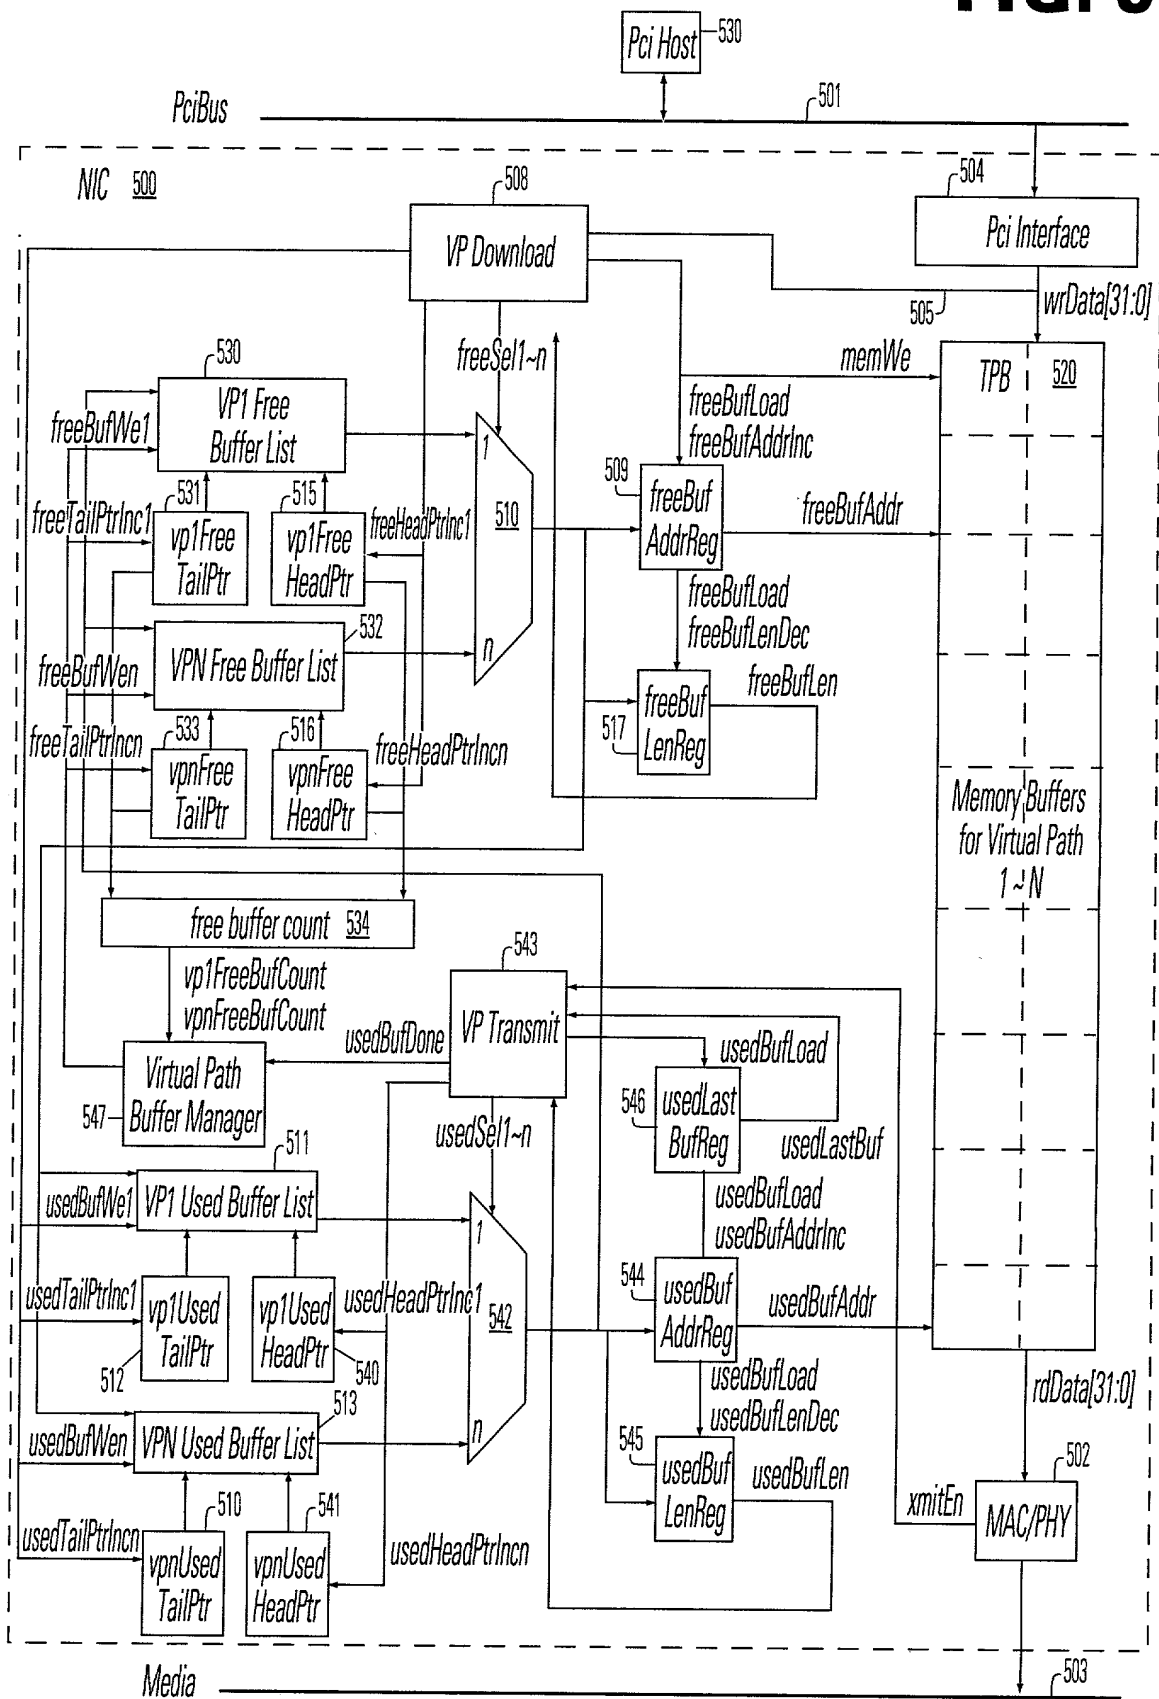 Pci Host
530
PciBus
501
NIC 500
508
VP Download
504
Pci Interface
505
wrData[31:0]
freeSel1~n
memWe
TPB
520
530
VP1 Free
Buffer List
freeBufWe1
freeBufLoad
freeBufAddrInc
1
510
509
freeBuf
AddrReg
freeBufAddr
531
515
freeTailPtrInc1
vp1Free
TailPtr
vp1Free
HeadPtr
freeHeadPtrInc1
freeBufLoad
freeBufLenDec
532
VPN Free Buffer List
n
freeBufWen
freeBufLen
freeBuf
LenReg
517
533
516
freeTailPtrIncn
vpnFree
TailPtr
vpnFree
HeadPtr
freeHeadPtrIncn
Memory Buffers
for Virtual Path
1~N
free buffer count 534
vp1FreeBufCount
vpnFreeBufCount
543
VP Transmit
usedBufDone
usedBufLoad
Virtual Path
Buffer Manager
547
546
usedLast
BufReg
usedSel1~n
usedLastBuf
511
VP1 Used Buffer List
usedBufWe1
usedBufLoad
usedBufAddrInc
1
542
usedTailPtrInc1
vp1Used
TailPtr
512
vp1Used
HeadPtr
540
usedHeadPtrInc1
544
usedBuf
AddrReg
usedBufAddr
usedBufLoad
usedBufLenDec
rdData[31:0]
513
VPN Used Buffer List
n
usedBufWen
545
usedBuf
LenReg
usedBufLen
502
MAC/PHY
xmitEn
510
541
usedTailPtrIncn
vpnUsed
TailPtr
vpnUsed
HeadPtr
usedHeadPtrIncn
Media
503